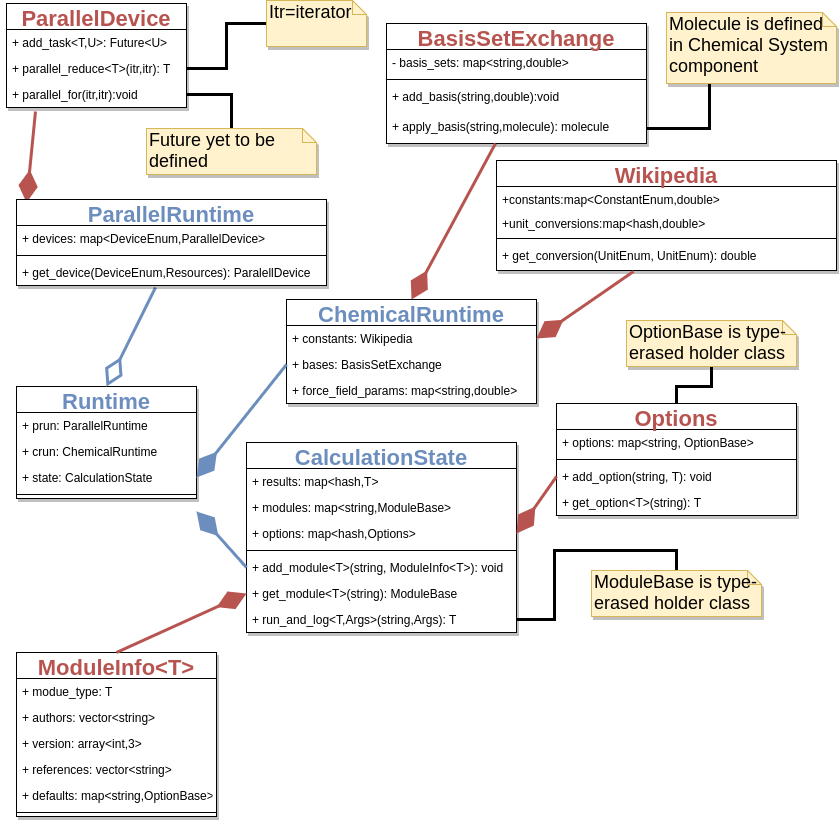 ParallelDevice
+ add_task<T,U>: Future<U>
+ parallel_reduce<T>(itr,itr): T
+ parallel_for(itr,itr):void
Itr=iterator
Future yet to be
defined
BasisSetExchange
- basis_sets: map<string,double>
+ add_basis(string,double):void
+ apply_basis(string,molecule): molecule
Molecule is defined
in Chemical System
component
Wikipedia
+constants:map<ConstantEnum,double>
+unit_conversions:map<hash,double>
+ get_conversion(UnitEnum, UnitEnum): double
ParallelRuntime
+ devices: map<DeviceEnum,ParallelDevice>
+ get_device(DeviceEnum,Resources): ParalellDevice
ChemicalRuntime
+ constants: Wikipedia
+ bases: BasisSetExchange
+ force_field_params: map<string,double>
OptionBase is type-
erased holder class
Runtime
+ prun: ParallelRuntime
+ crun: ChemicalRuntime
+ state: CalculationState
Options
+ options: map<string, OptionBase>
+ add_option(string, T): void
+ get_option<T>(string): T
CalculationState
+ results: map<hash,T>
+ modules: map<string,ModuleBase>
+ options: map<hash,Options>
+ add_module<T>(string, ModuleInfo<T>): void
+ get_module<T>(string): ModuleBase
+ run_and_log<T,Args>(string,Args): T
ModuleBase is type-
erased holder class
ModuleInfo<T>
+ modue_type: T
+ authors: vector<string>
+ version: array<int,3>
+ references: vector<string>
+ defaults: map<string,OptionBase>